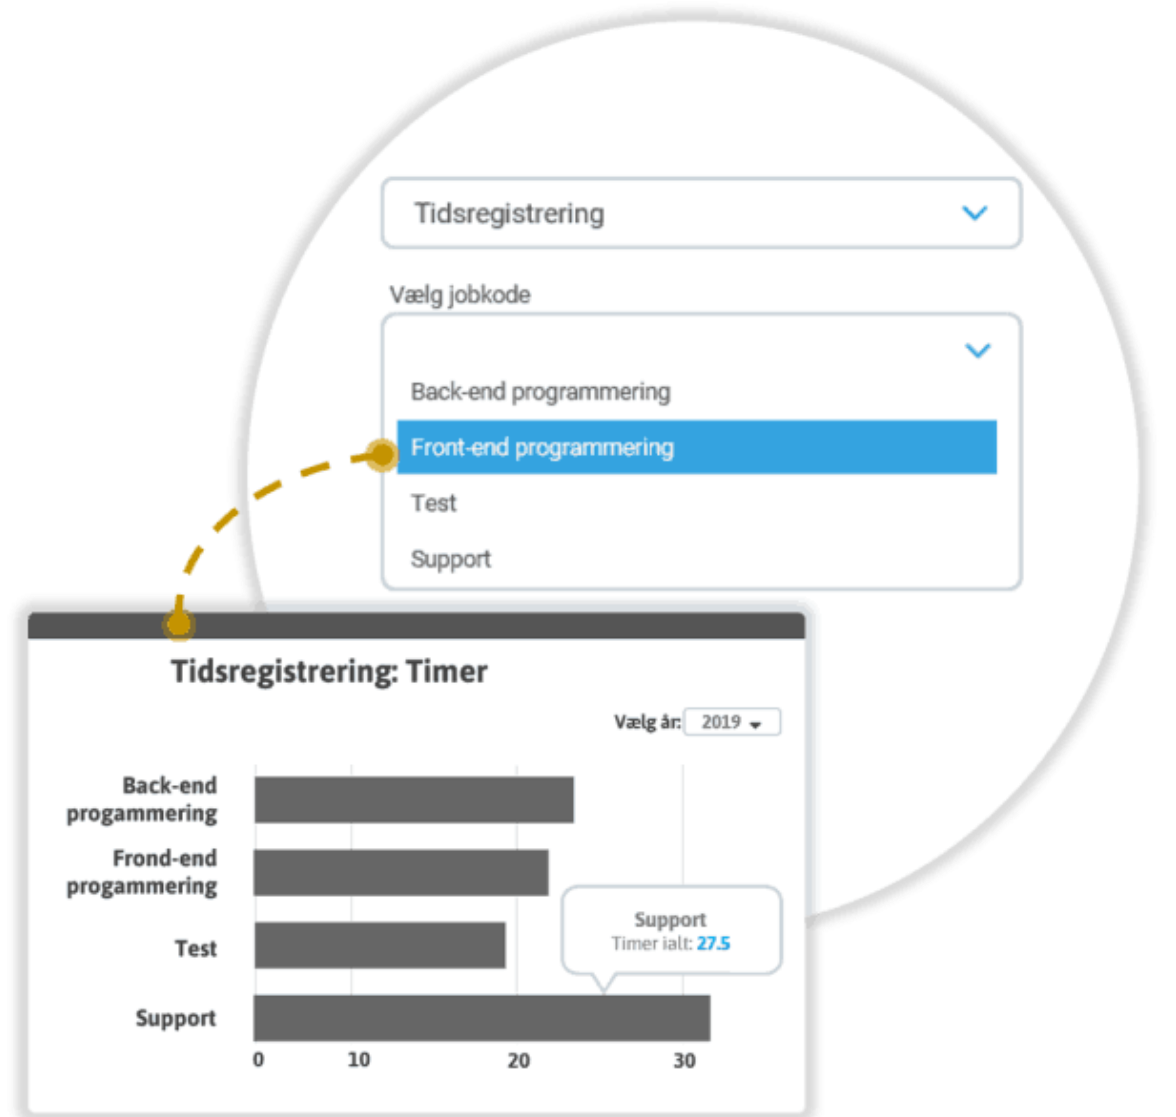 Tidsregistrering
Vælg jobkode
Back-end programmering
Front-end programmering
Test
Support
Tidsregistrering: Timer
Vælg år: 2019
Back-end
progammering
Frond-end
progammering
Test
Support
Support
Timer ialt: 27.5
0 10 20 30